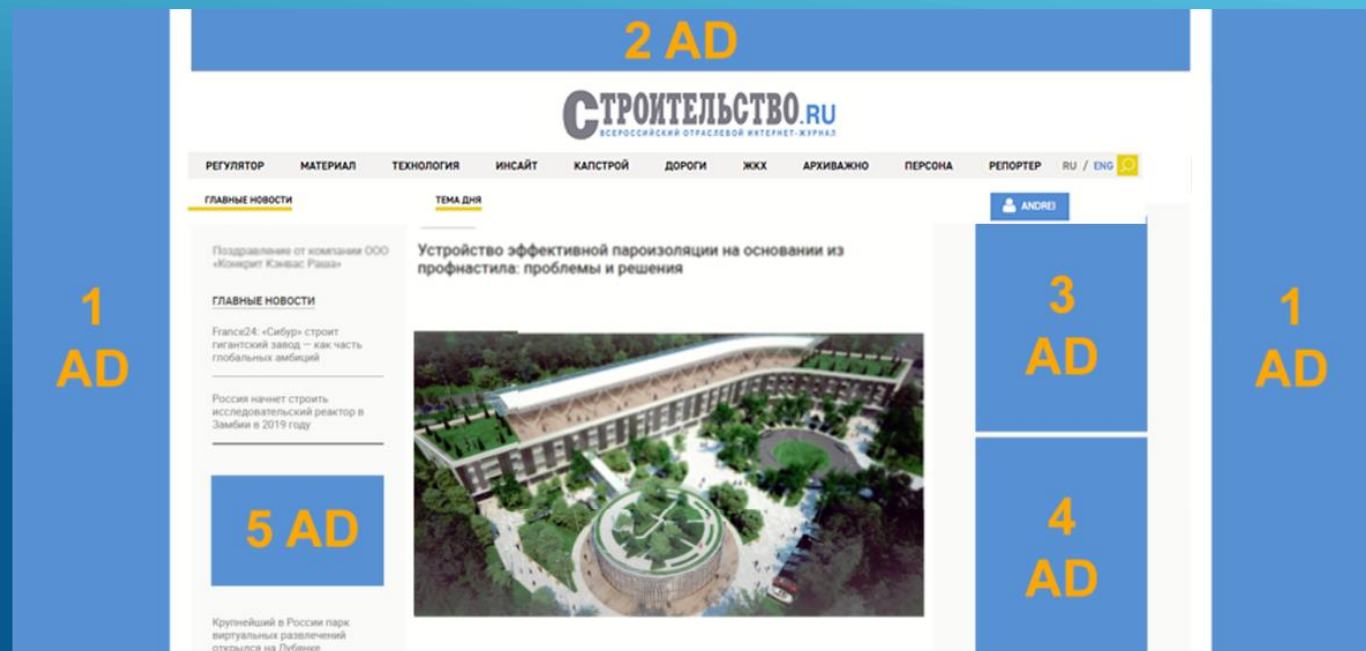 2 AD
СТРОИТЕЛЬСТВО.RU
ВСЕРОССИЙСКИЙ ОТРАСЛЕВОЙ ИНТЕРНЕТ-ЖУРНАЛ
РЕГУЛЯТОР МАТЕРИАЛ ТЕХНОЛОГИЯ ИНСАЙТ КАПСТРОЙ ДОРОГИ ЖКХ АРХИВАЖНО ПЕРСОНА РЕПОРТЕР RU / ENG
ГЛАВНЫЕ НОВОСТИ
ТЕМА ДНЯ
ANDREI
1
AD
Поздравление от компании ООО
«Конкрит Кэнвас Раша»
ГЛАВНЫЕ НОВОСТИ
France24: «Сибур» строит
гигантский завод — как часть
глобальных амбиций
Россия начнет строить
исследовательский реактор в
Замбии в 2019 году
5 AD
Крупнейший в России парк
виртуальных развлечений
открылся на Лубянке
Устройство эффективной пароизоляции на основании из
профнастила: проблемы и решения
3
AD
4
AD
1
AD